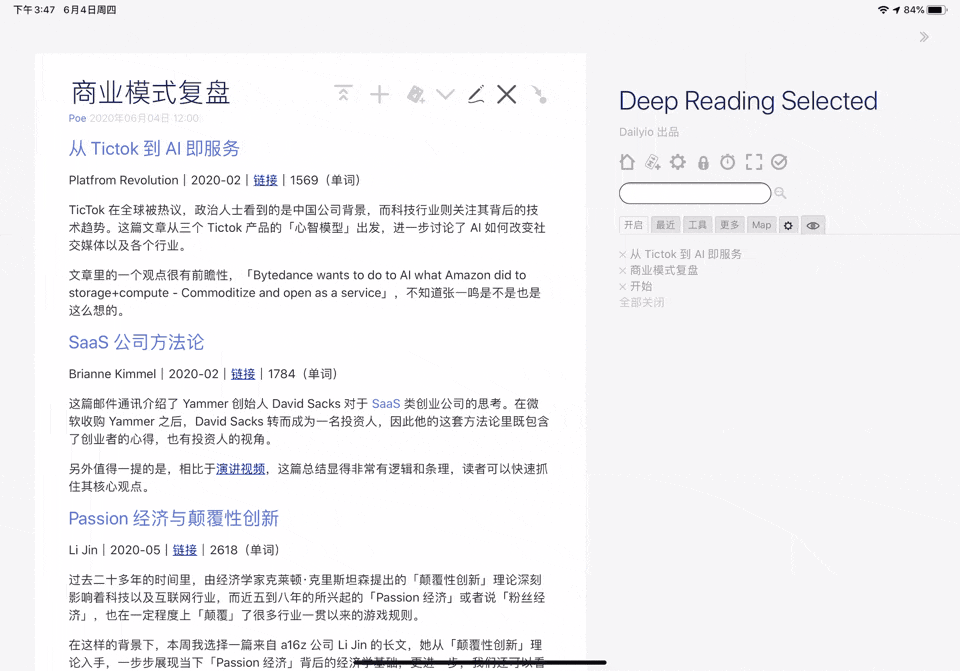 下午3:47 6月4日周四
84%
商业模式复盘
Poe 2020年06月04日 12:00
从 Tictok 到 AI 即服务
Platfrom Revolution｜2020-02｜链接｜1569（单词）
TicTok 在全球被热议，政治人士看到的是中国公司背景，而科技行业则关注其背后的技
术趋势。这篇文章从三个 Tictok 产品的「心智模型」出发，进一步讨论了 AI 如何改变社
交媒体以及各个行业。
文章里的一个观点很有前瞻性，「Bytedance wants to do to AI what Amazon did to
storage+compute - Commoditize and open as a service」，不知道张一鸣是不是也是
这么想的。
SaaS 公司方法论
Brianne Kimmel｜2020-02｜链接｜1784（单词）
这篇邮件通讯介绍了 Yammer 创始人 David Sacks 对于 SaaS 类创业公司的思考。在微
软收购 Yammer 之后，David Sacks 转而成为一名投资人，因此他的这套方法论里既包含
了创业者的心得，也有投资人的视角。
另外值得一提的是，相比于演讲视频，这篇总结显得非常有逻辑和条理，读者可以快速抓
住其核心观点。
Passion 经济与颠覆性创新
Li Jin｜2020-05｜链接｜2618（单词）
过去二十多年的时间里，由经济学家克莱顿·克里斯坦森提出的「颠覆性创新」理论深刻
影响着科技以及互联网行业，而近五到八年的所兴起的「Passion 经济」或者说「粉丝经
济」，也在一定程度上「颠覆」了很多行业一贯以来的游戏规则。
在这样的背景下，本周我选择一篇来自 a16z 公司 Li Jin 的长文，她从「颠覆性创新」理
论入手，一步步展现当下「Passion 经济」背后的经济学基础，更进一步，我们还可以看
Deep Reading Selected
Dailyio 出品
开启 最近 工具 更多 Map
× 从 Tictok 到 AI 即服务
× 商业模式复盘
× 开始
全部关闭